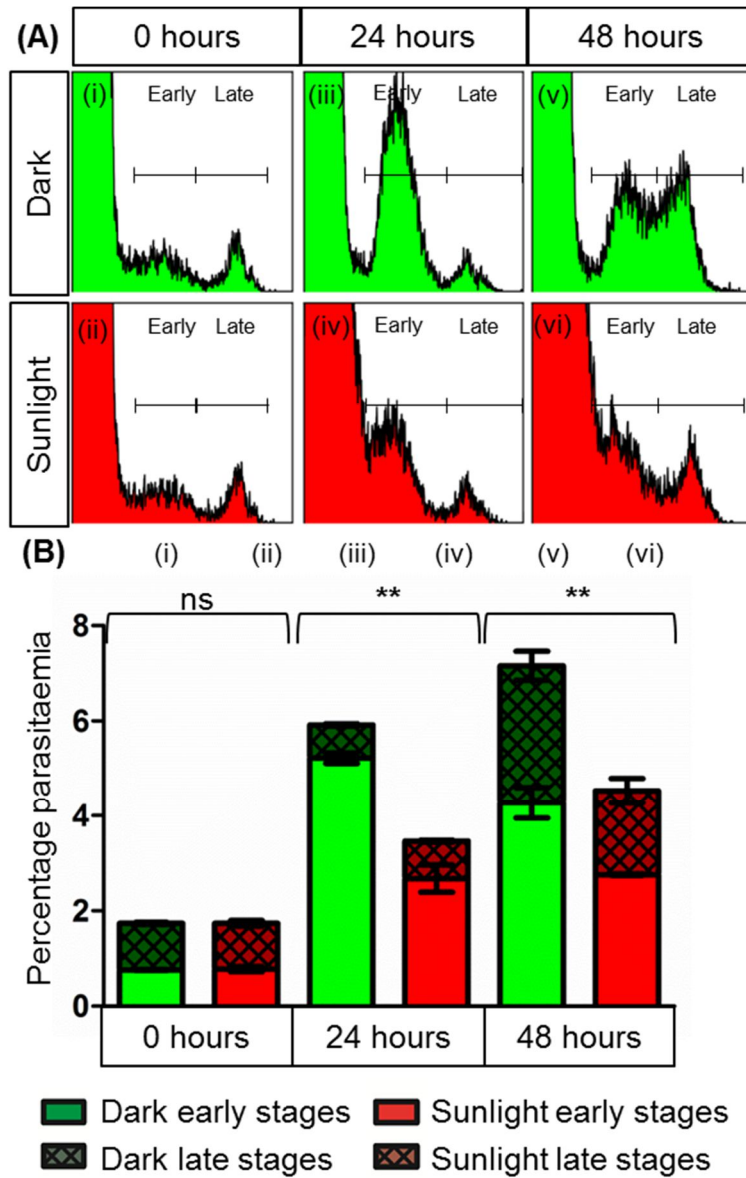 (A) 0 hours 24 hours 48 hours
Dark
(i) Early Late
(iii) Early Late
(v) Early Late
Sunlight
(ii) Early Late
(iv) Early Late
(vi) Early Late
(B) (i) (ii) (iii) (iv) (v) (vi)
ns ** **
Percentage parasitaemia
8
6
4
2
0
0 hours 24 hours 48 hours
Dark early stages Sunlight early stages
Dark late stages Sunlight late stages